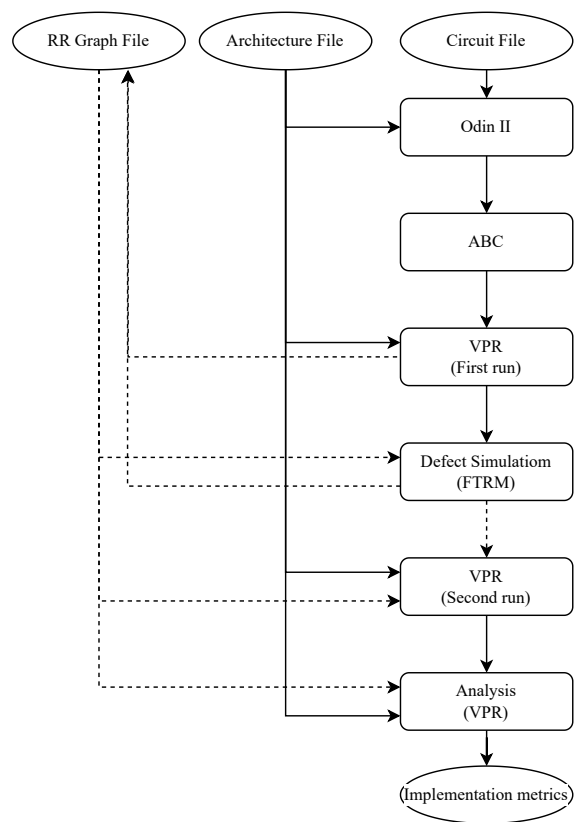 RR Graph File
Architecture File
Circuit File
Odin II
ABC
VPR
(First run)
Defect Simulatiom
(FTRM)
VPR
(Second run)
Analysis
(VPR)
Implementation metrics